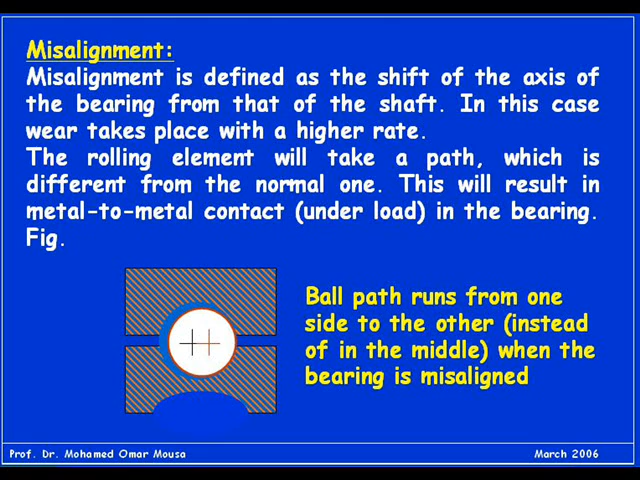 Misalignment:
Misalignment is defined as the shift of the axis of
the bearing from that of the shaft. In this case
wear takes place with a higher rate.
The rolling element will take a path, which is
different from the normal one. This will result in
metal-to-metal contact (under load) in the bearing.
Fig.
Ball path runs from one
side to the other (instead
of in the middle) when the
bearing is misaligned
Prof. Dr. Mohamed Omar Mousa
March 2006